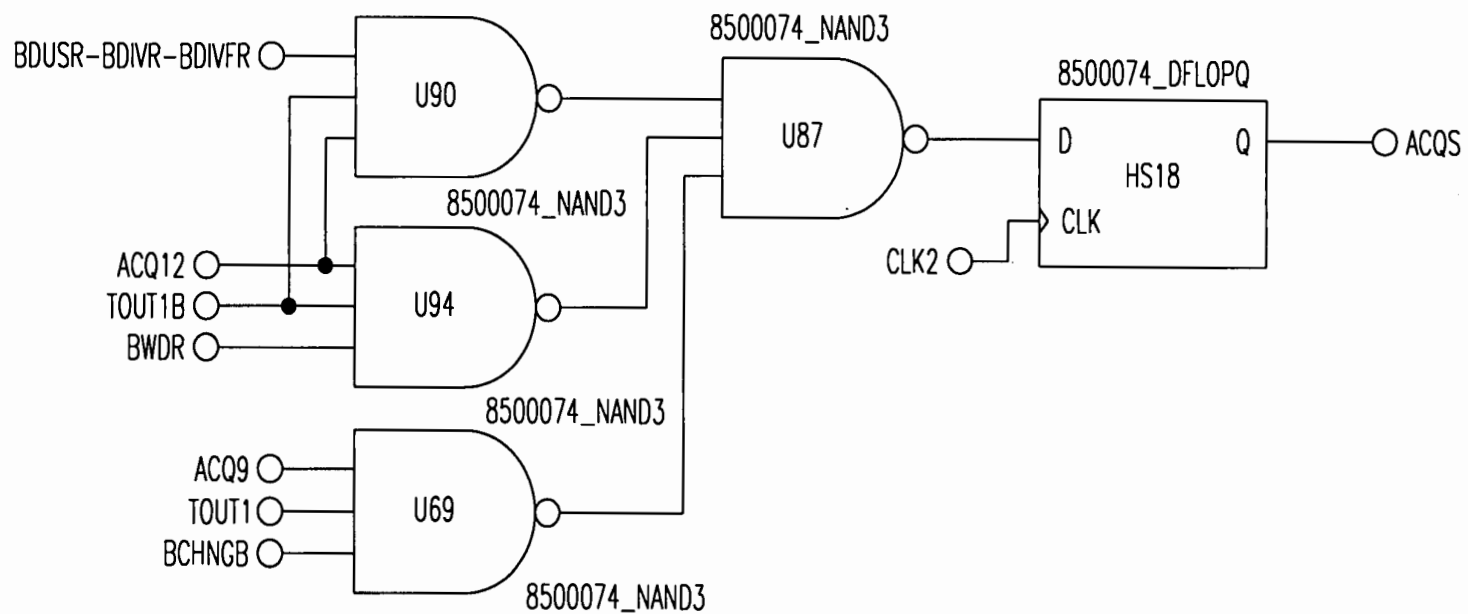 8500074_NAND3
BDUSR-BDIVR-BDIVFR
U90
8500074_DFLOPQ
U87
D
Q
ACQS
HS18
8500074_NAND3
CLK
CLK2
ACQ12
TOUT1B
U94
BWDR
8500074_NAND3
ACQ9
TOUT1
U69
BCHNGB
8500074_NAND3